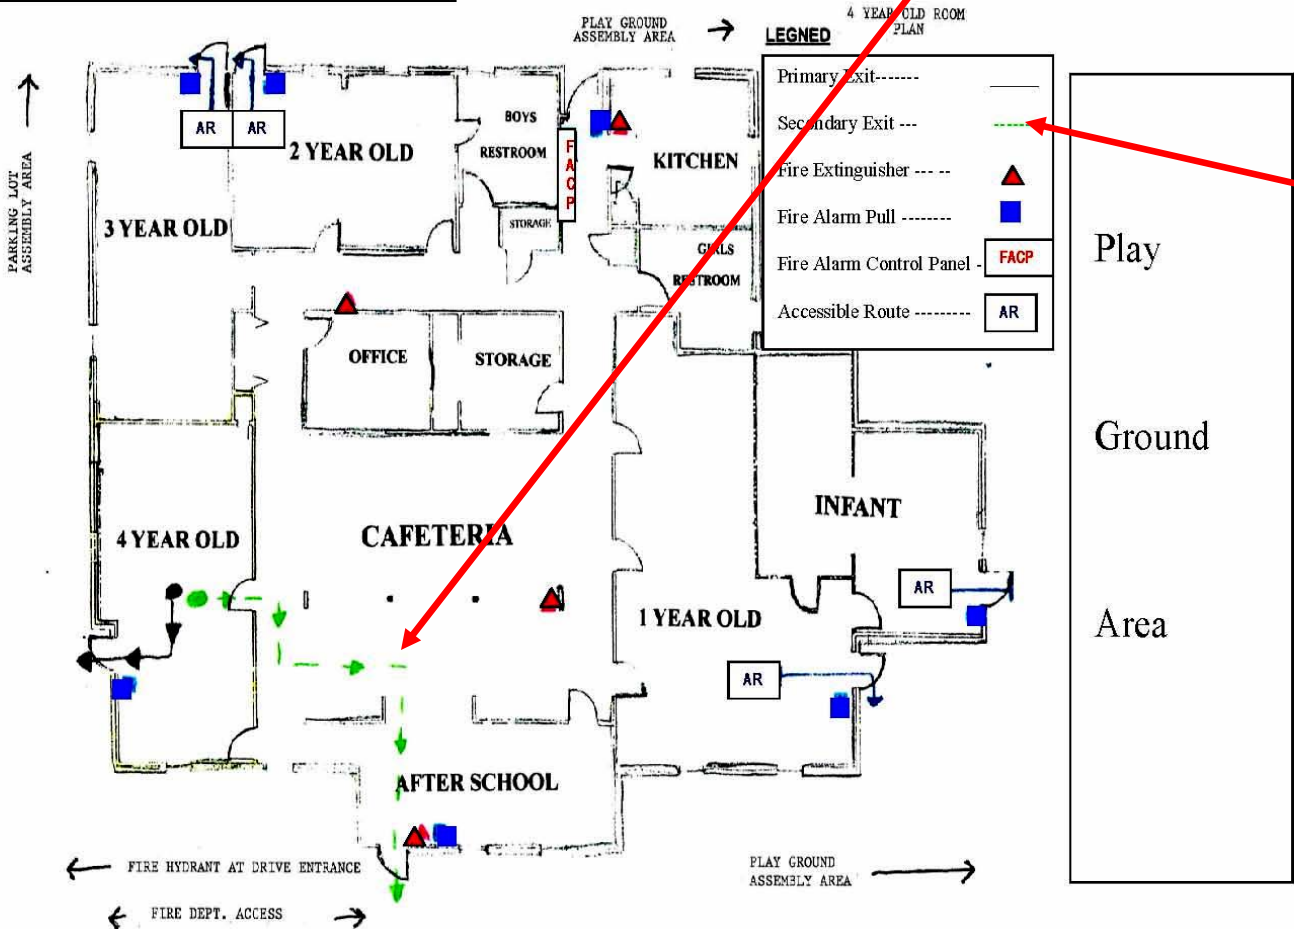 PLAY GROUND
ASSEMBLY AREA
4 YEAR OLD ROOM
PLAN
LEGNED
Primary Exit-------
Secondary Exit ---
Fire Extinguisher --- --
Fire Alarm Pull --------
Fire Alarm Control Panel -
FACP
Accessible Route ---------
AR
PARKING LOT
ASSEMBLY AREA
AR
AR
2 YEAR OLD
3 YEAR OLD
BOYS
RESTROOM
STORAGE
FACP
KITCHEN
GIRLS
RESTROOM
OFFICE
STORAGE
4 YEAR OLD
CAFETERIA
1 YEAR OLD
INFANT
AR
AR
AFTER SCHOOL
Play
Ground
Area
FIRE HYDRANT AT DRIVE ENTRANCE
FIRE DEPT. ACCESS
PLAY GROUND
ASSEMBLY AREA